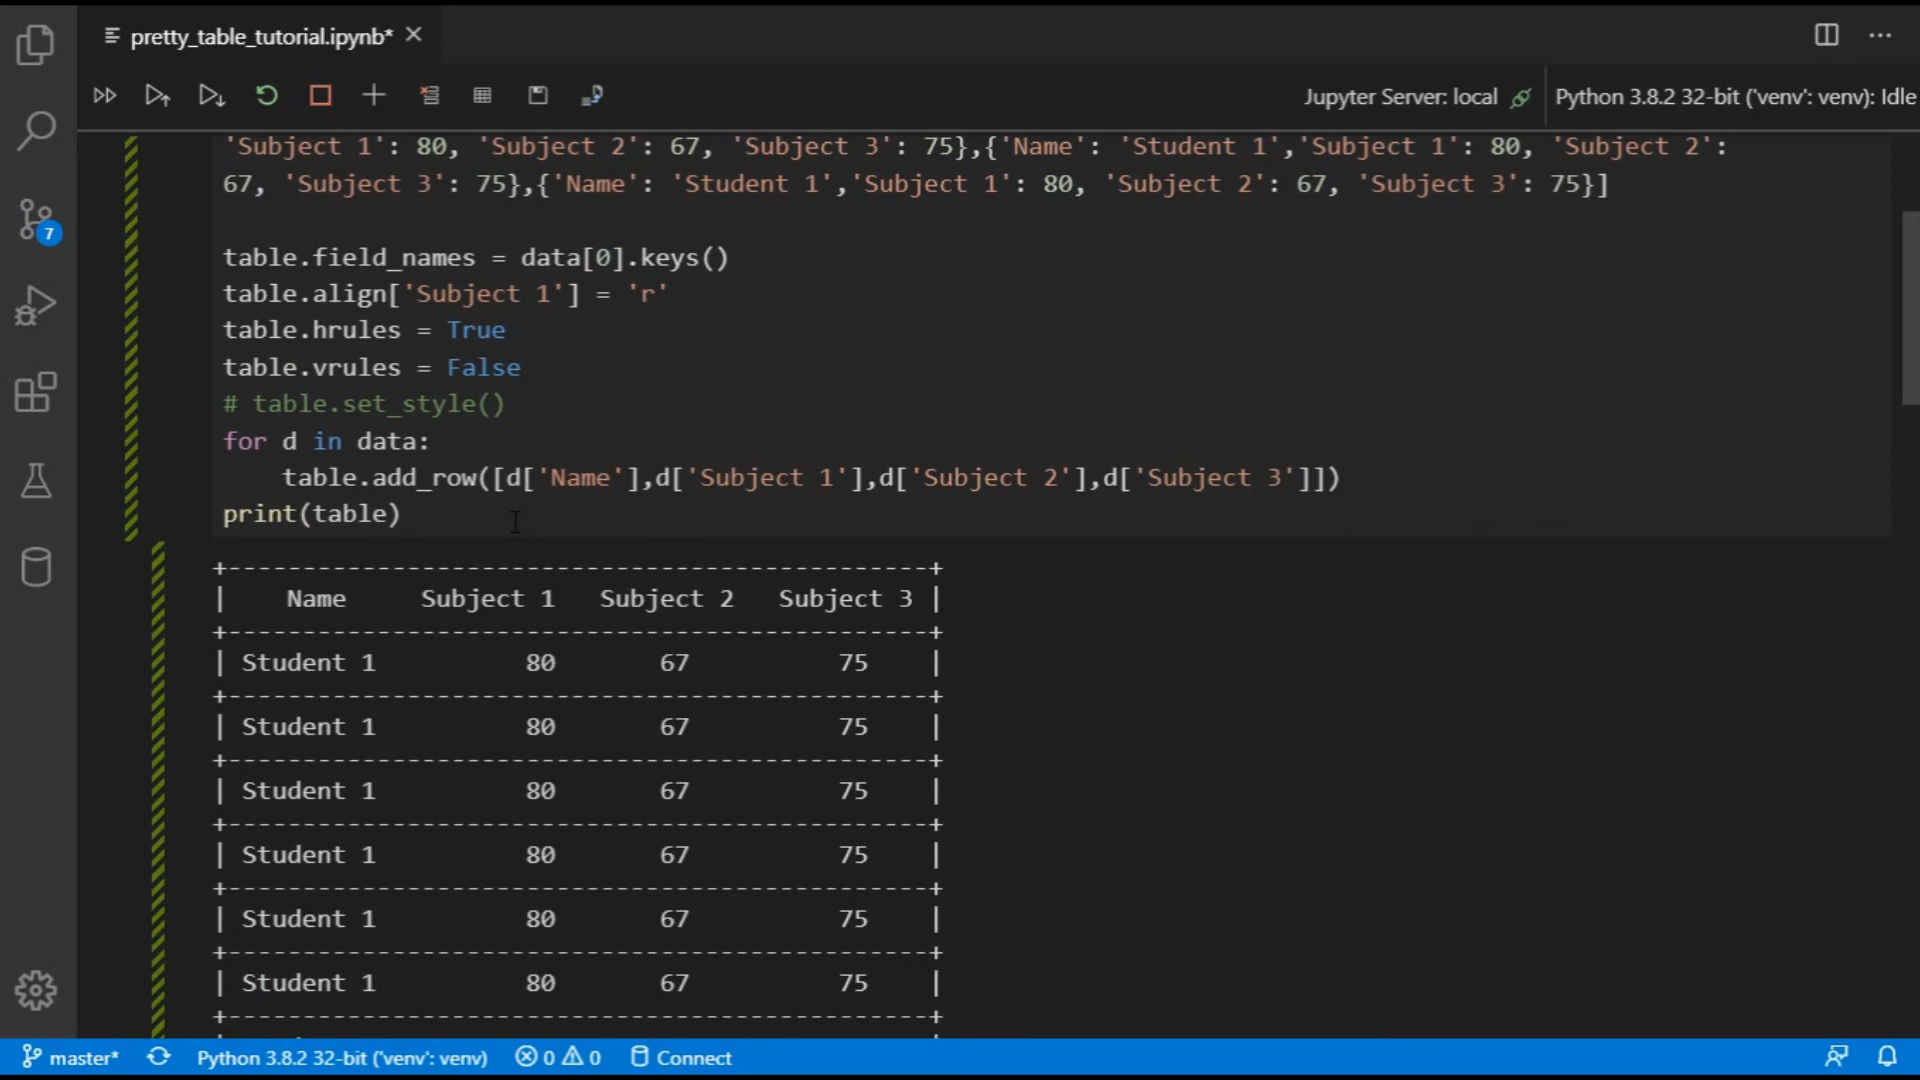 pretty_table_tutorial.ipynb*
Jupyter Server: local
Python 3.8.2 32-bit ('venv': venv): Idle
'Subject 1': 80, 'Subject 2': 67, 'Subject 3': 75},{'Name': 'Student 1','Subject 1': 80, 'Subject 2':
67, 'Subject 3': 75},{'Name': 'Student 1','Subject 1': 80, 'Subject 2': 67, 'Subject 3': 75}]
table.field_names = data[0].keys()
table.align['Subject 1'] = 'r'
table.hrules = True
table.vrules = False
# table.set_style()
for d in data:
    table.add_row([d['Name'],d['Subject 1'],d['Subject 2'],d['Subject 3']])
print(table)
+-----------------------------------------------+
|    Name     Subject 1   Subject 2   Subject 3 |
+-----------------------------------------------+
| Student 1          80       67          75    |
+-----------------------------------------------+
| Student 1          80       67          75    |
+-----------------------------------------------+
| Student 1          80       67          75    |
+-----------------------------------------------+
| Student 1          80       67          75    |
+-----------------------------------------------+
| Student 1          80       67          75    |
+-----------------------------------------------+
| Student 1          80       67          75    |
+-----------------------------------------------+
7
master*
Python 3.8.2 32-bit ('venv': venv)
0
0
Connect